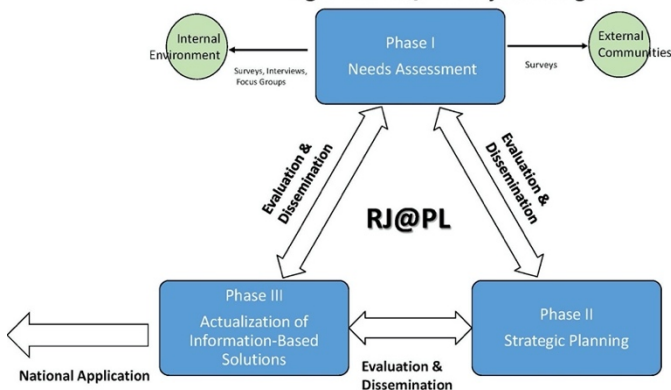 Internal
Environment
Phase I
Needs Assessment
External
Communities
Surveys, Interviews,
Focus Groups
Surveys
Evaluation &
Dissemination
Evaluation &
Dissemination
RJ@PL
Phase III
Actualization of
Information-Based
Solutions
Phase II
Strategic Planning
National Application
Evaluation &
Dissemination